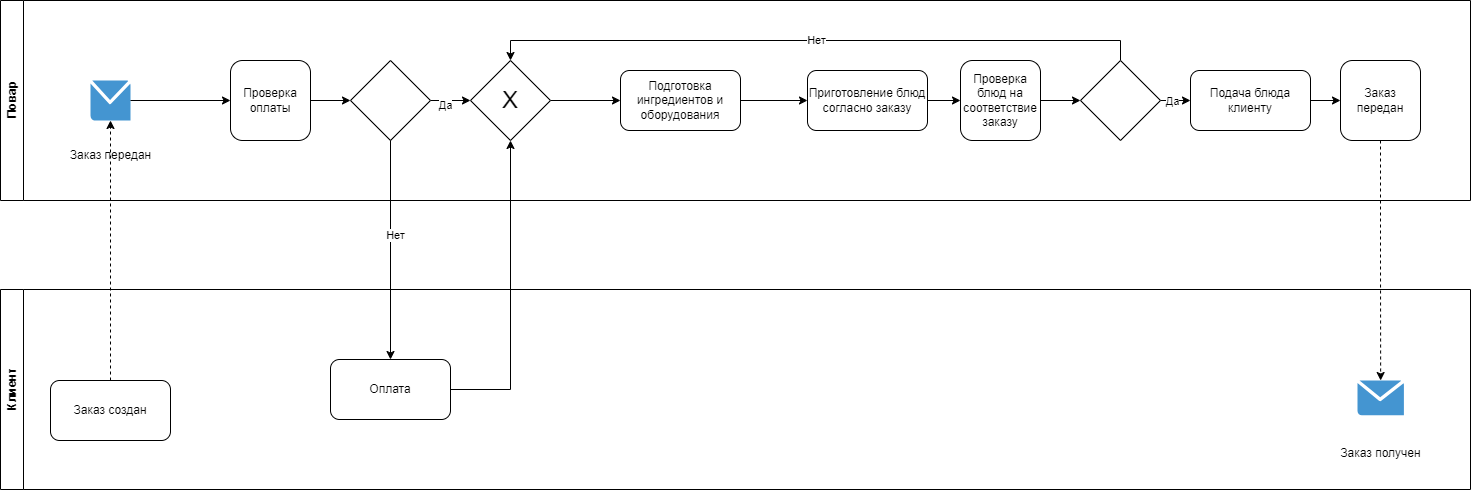 Повар
Нет
Проверка
оплаты
Да
X
Подготовка
ингредиентов и
оборудования
Приготовление блюд
согласно заказу
Проверка
блюд на
соответствие
заказу
Да
Подача блюда
клиенту
Заказ
передан
Заказ передан
Нет
Клиент
Оплата
Заказ создан
Заказ получен